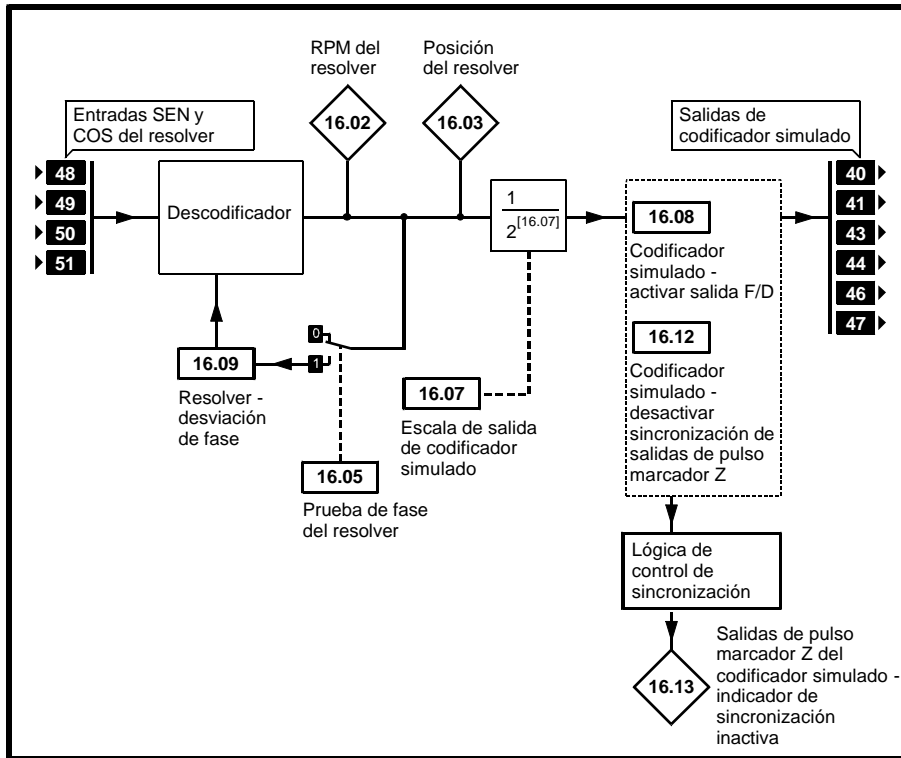 RPM del
resolver
Posición
del resolver
16.02
16.03
Entradas SEN y
COS del resolver
48
49
50
51
Descodificador
1
2[16.07]
Salidas de
codificador simulado
40
41
43
44
46
47
16.08
Codificador
simulado -
activar salida F/D
16.12
Codificador
simulado -
desactivar
sincronización de
salidas de pulso
marcador Z
0
1
16.09
Resolver -
desviación
de fase
16.07
Escala de salida
de codificador
simulado
16.05
Prueba de fase
del resolver
Lógica de
control de
sincronización
16.13
Salidas de pulso
marcador Z del
codificador simulado -
indicador de
sincronización
inactiva